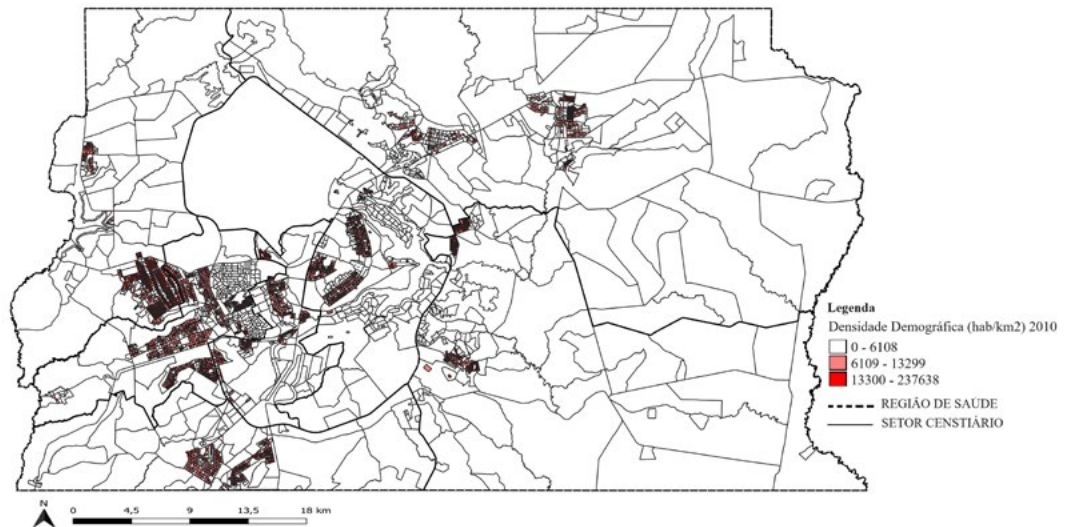 Legenda
Densidade Demográfica (hab/km2) 2010
0 - 6108
6109 - 13299
13300 - 237638
REGIÃO DE SAÚDE
SETOR CENSTIÁRIO
N
0 4,5 9 13,5 18 km